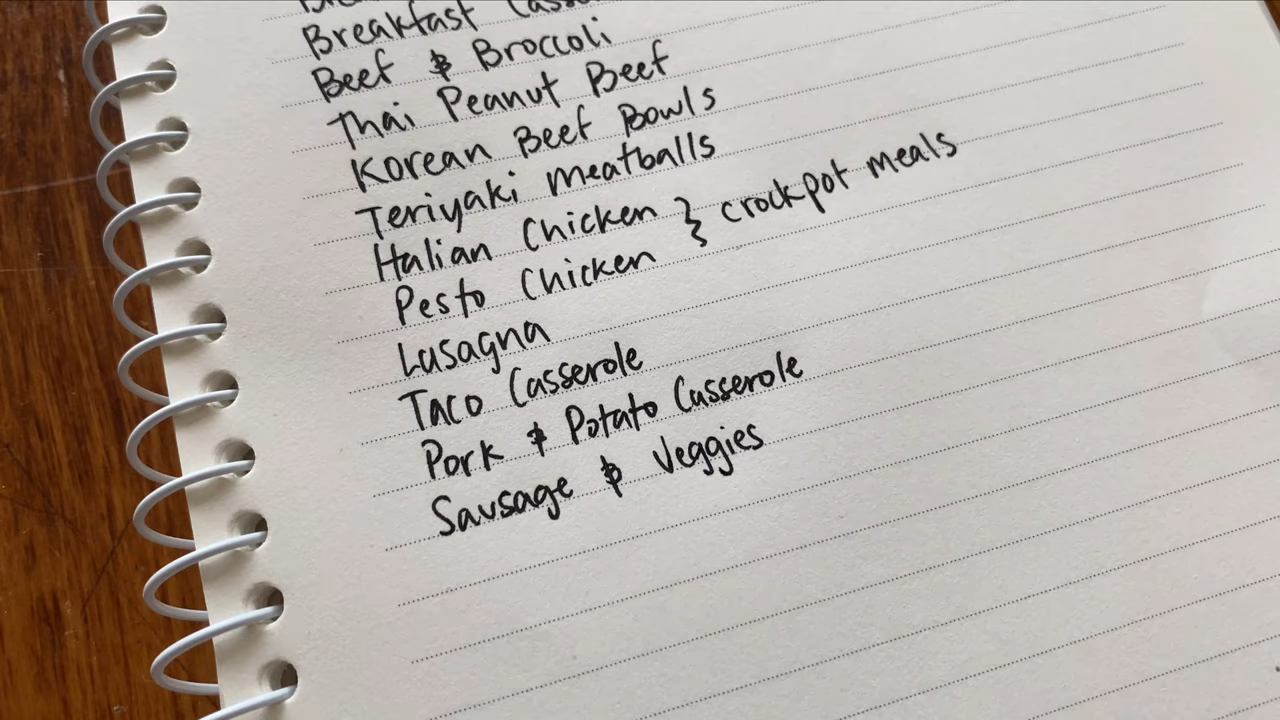 Breakfast
Beef & Broccoli
Thai Peanut Beef
Korean Beef Bowls
Teriyaki Meatballs
Italian Chicken } crockpot meals
Pesto Chicken
Lasagna
Taco Casserole
Pork & Potato Casserole
Sausage & Veggies